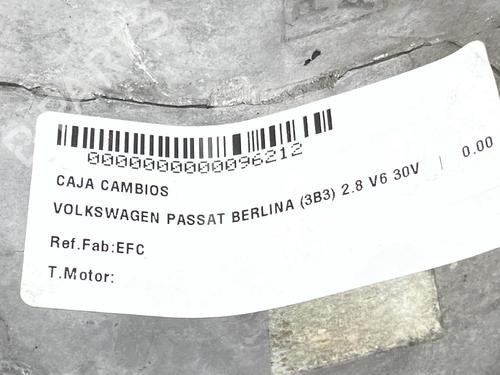 0000000000096212
CAJA CAMBIOS
VOLKSWAGEN PASSAT BERLINA (3B3) 2.8 V6 30V | 0.00
Ref.Fab:EFC
T.Motor: